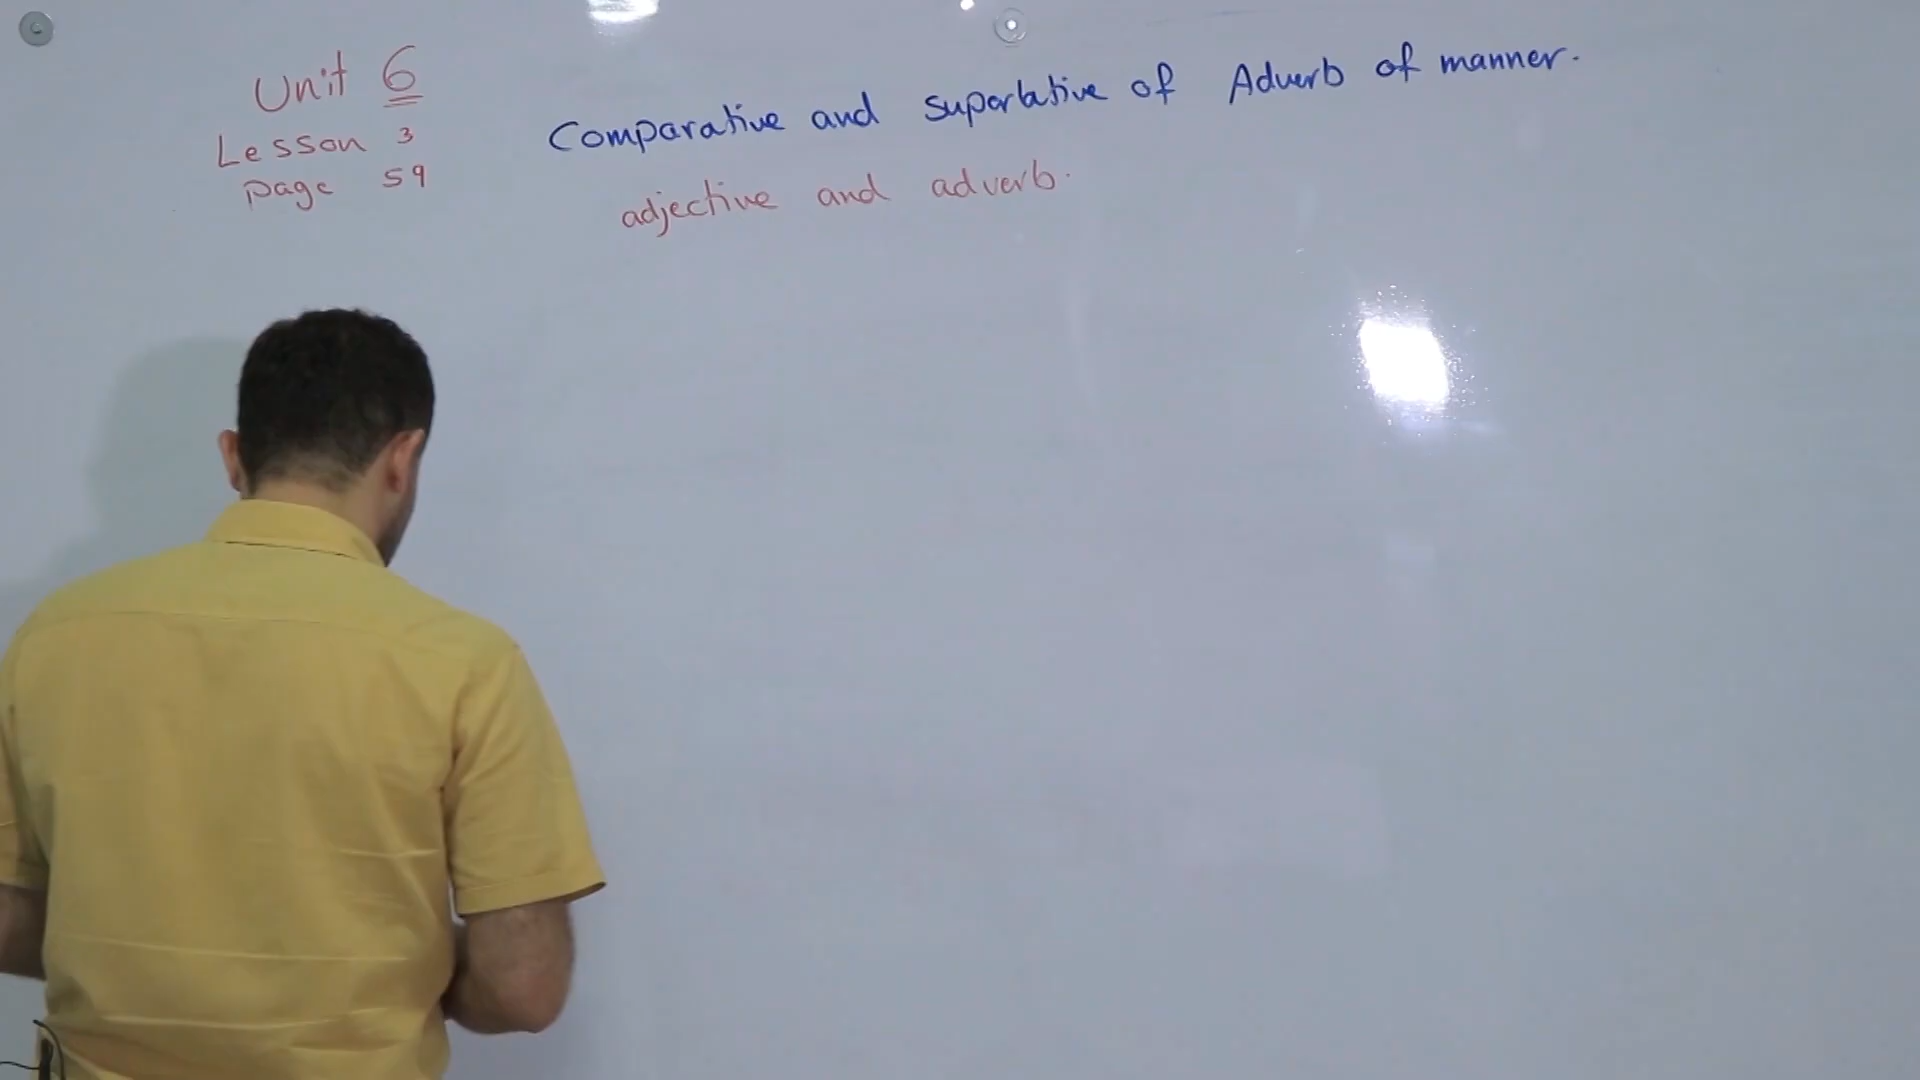 Unit 6
Lesson 3
page 59
Comparative and superlative of Adverb of manner.
adjective and adverb.